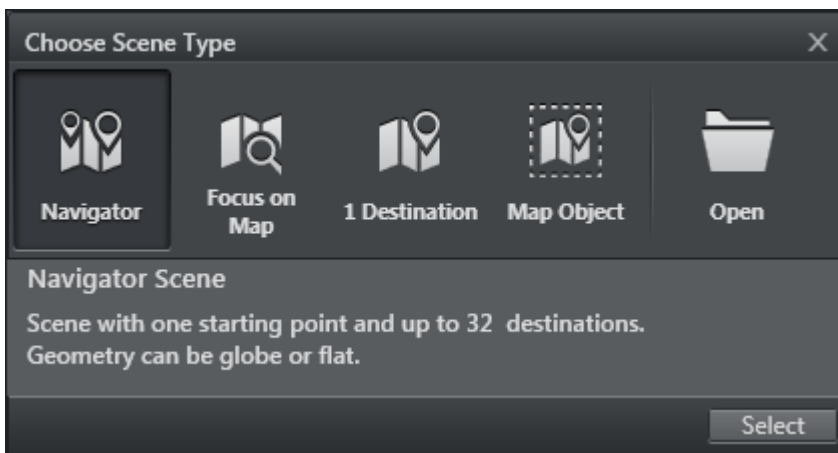 Choose Scene Type
Navigator
Focus on
Map
1 Destination
Map Object
Open
Navigator Scene
Scene with one starting point and up to 32 destinations.
Geometry can be globe or flat.
Select